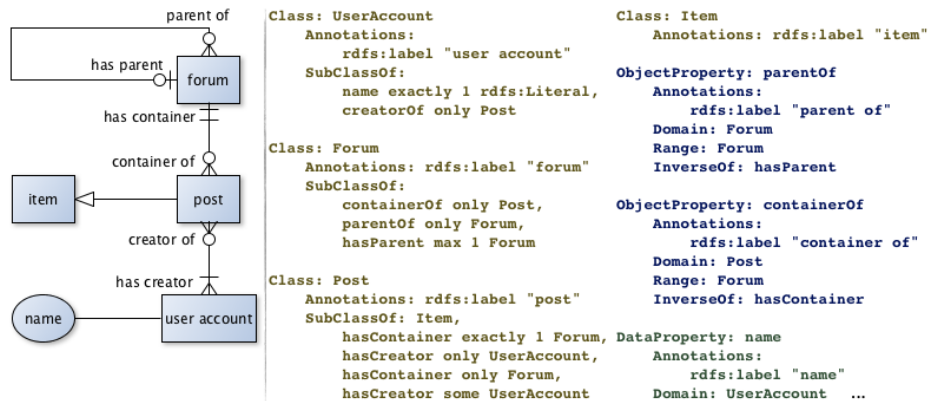 parent of
has parent
forum
has container
container of
item
post
creator of
has creator
name
user account
Class: UserAccount
Annotations:
rdfs:label "user account"
SubClassOf:
name exactly 1 rdfs:Literal,
creatorOf only Post
Class: Forum
Annotations: rdfs:label "forum"
SubClassOf:
containerOf only Post,
parentOf only Forum,
hasParent max 1 Forum
Class: Post
Annotations: rdfs:label "post"
SubClassOf: Item,
hasContainer exactly 1 Forum,
hasCreator only UserAccount,
hasContainer only Forum,
hasCreator some UserAccount
Class: Item
Annotations: rdfs:label "item"
ObjectProperty: parentOf
Annotations:
rdfs:label "parent of"
Domain: Forum
Range: Forum
InverseOf: hasParent
ObjectProperty: containerOf
Annotations:
rdfs:label "container of"
Domain: Post
Range: Forum
InverseOf: hasContainer
DataProperty: name
Annotations:
rdfs:label "name"
Domain: UserAccount ...